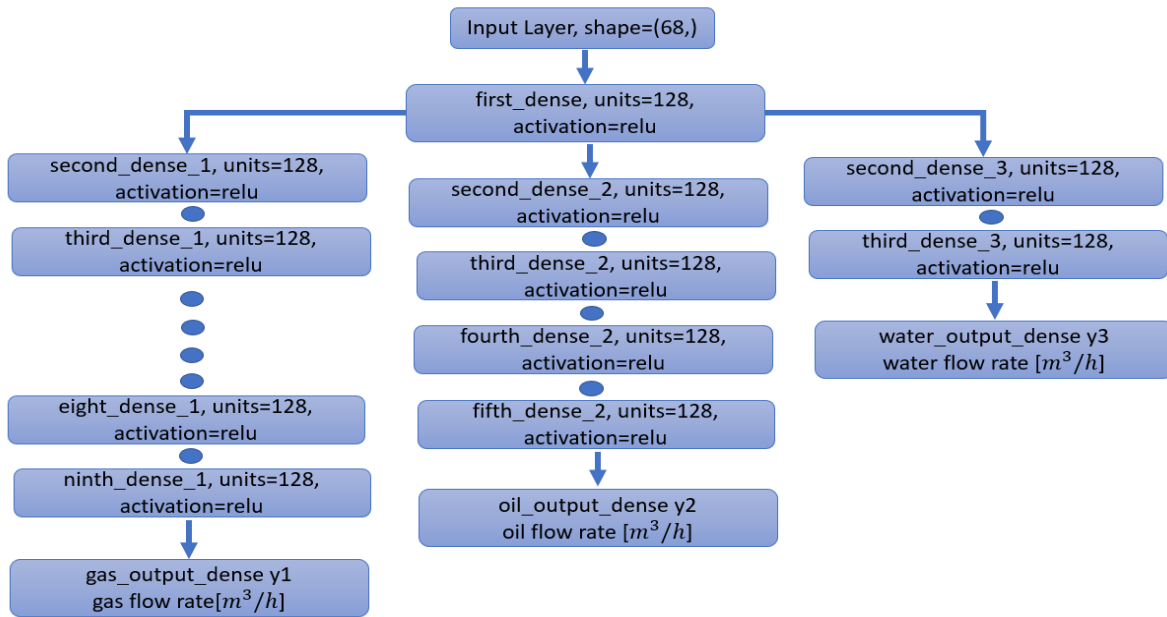 Input Layer, shape=(68,)
first_dense, units=128,
activation=relu
second_dense_1, units=128,
activation=relu
third_dense_1, units=128,
activation=relu
eight_dense_1, units=128,
activation=relu
ninth_dense_1, units=128,
activation=relu
gas_output_dense y1
gas flow rate[m³/h]
second_dense_2, units=128,
activation=relu
third_dense_2, units=128,
activation=relu
fourth_dense_2, units=128,
activation=relu
fifth_dense_2, units=128,
activation=relu
oil_output_dense y2
oil flow rate [m³/h]
second_dense_3, units=128,
activation=relu
third_dense_3, units=128,
activation=relu
water_output_dense y3
water flow rate [m³/h]